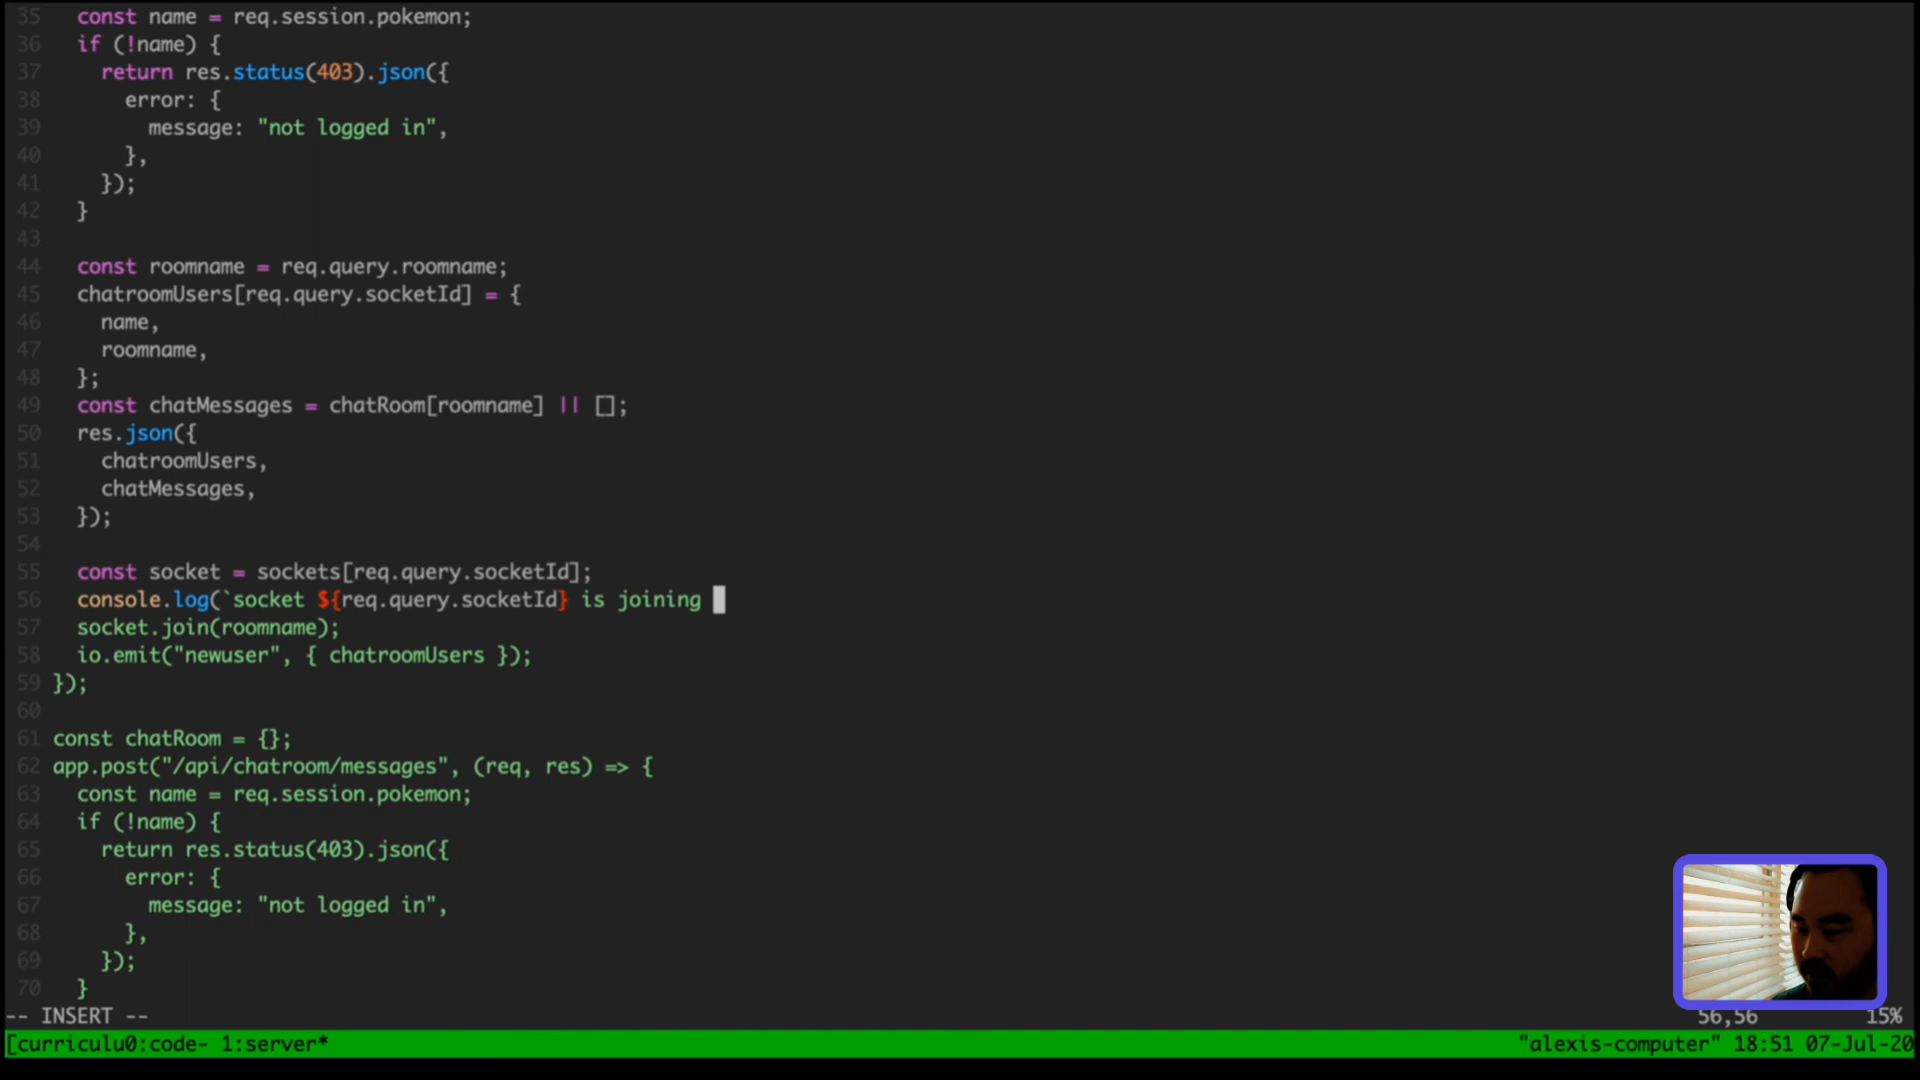 35 const name = req.session.pokemon;
36 if (!name) {
37 return res.status(403).json({
38 error: {
39 message: "not logged in",
40 },
41 });
42 }
43
44 const roomname = req.query.roomname;
45 chatroomUsers[req.query.socketId] = {
46 name,
47 roomname,
48 };
49 const chatMessages = chatRoom[roomname] || [];
50 res.json({
51 chatroomUsers,
52 chatMessages,
53 });
54
55 const socket = sockets[req.query.socketId];
56 console.log(`socket ${req.query.socketId} is joining
57 socket.join(roomname);
58 io.emit("newuser", { chatroomUsers });
59 });
60
61 const chatRoom = {};
62 app.post("/api/chatroom/messages", (req, res) => {
63 const name = req.session.pokemon;
64 if (!name) {
65 return res.status(403).json({
66 error: {
67 message: "not logged in",
68 },
69 });
70 }
-- INSERT -- 56,56 15%
[curriculu0:code- 1:server* "alexis-computer" 18:51 07-Jul-20